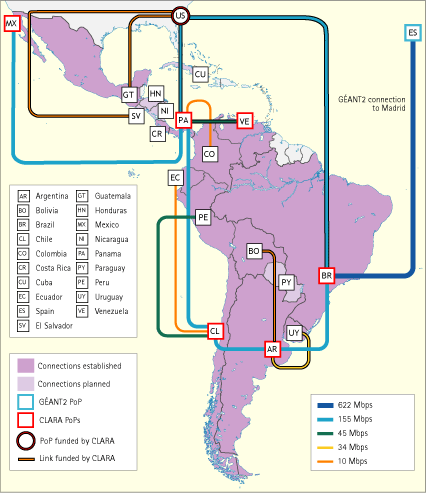 MX
US
ES
CU
GT
HN
GÉANT2 connection
to Madrid
SV
NI
PA
VE
CR
CO
EC
PE
BO
BR
PY
CL
UY
AR
AR Argentina
BO Bolivia
BR Brazil
CL Chile
CO Colombia
CR Costa Rica
CU Cuba
EC Ecuador
ES Spain
SV El Salvador
GT Guatemala
HN Honduras
MX Mexico
NI Nicaragua
PA Panama
PY Paraguay
PE Peru
UY Uruguay
VE Venezuela
Connections established
Connections planned
GÉANT2 PoP
CLARA PoPs
PoP funded by CLARA
Link funded by CLARA
622 Mbps
155 Mbps
45 Mbps
34 Mbps
10 Mbps